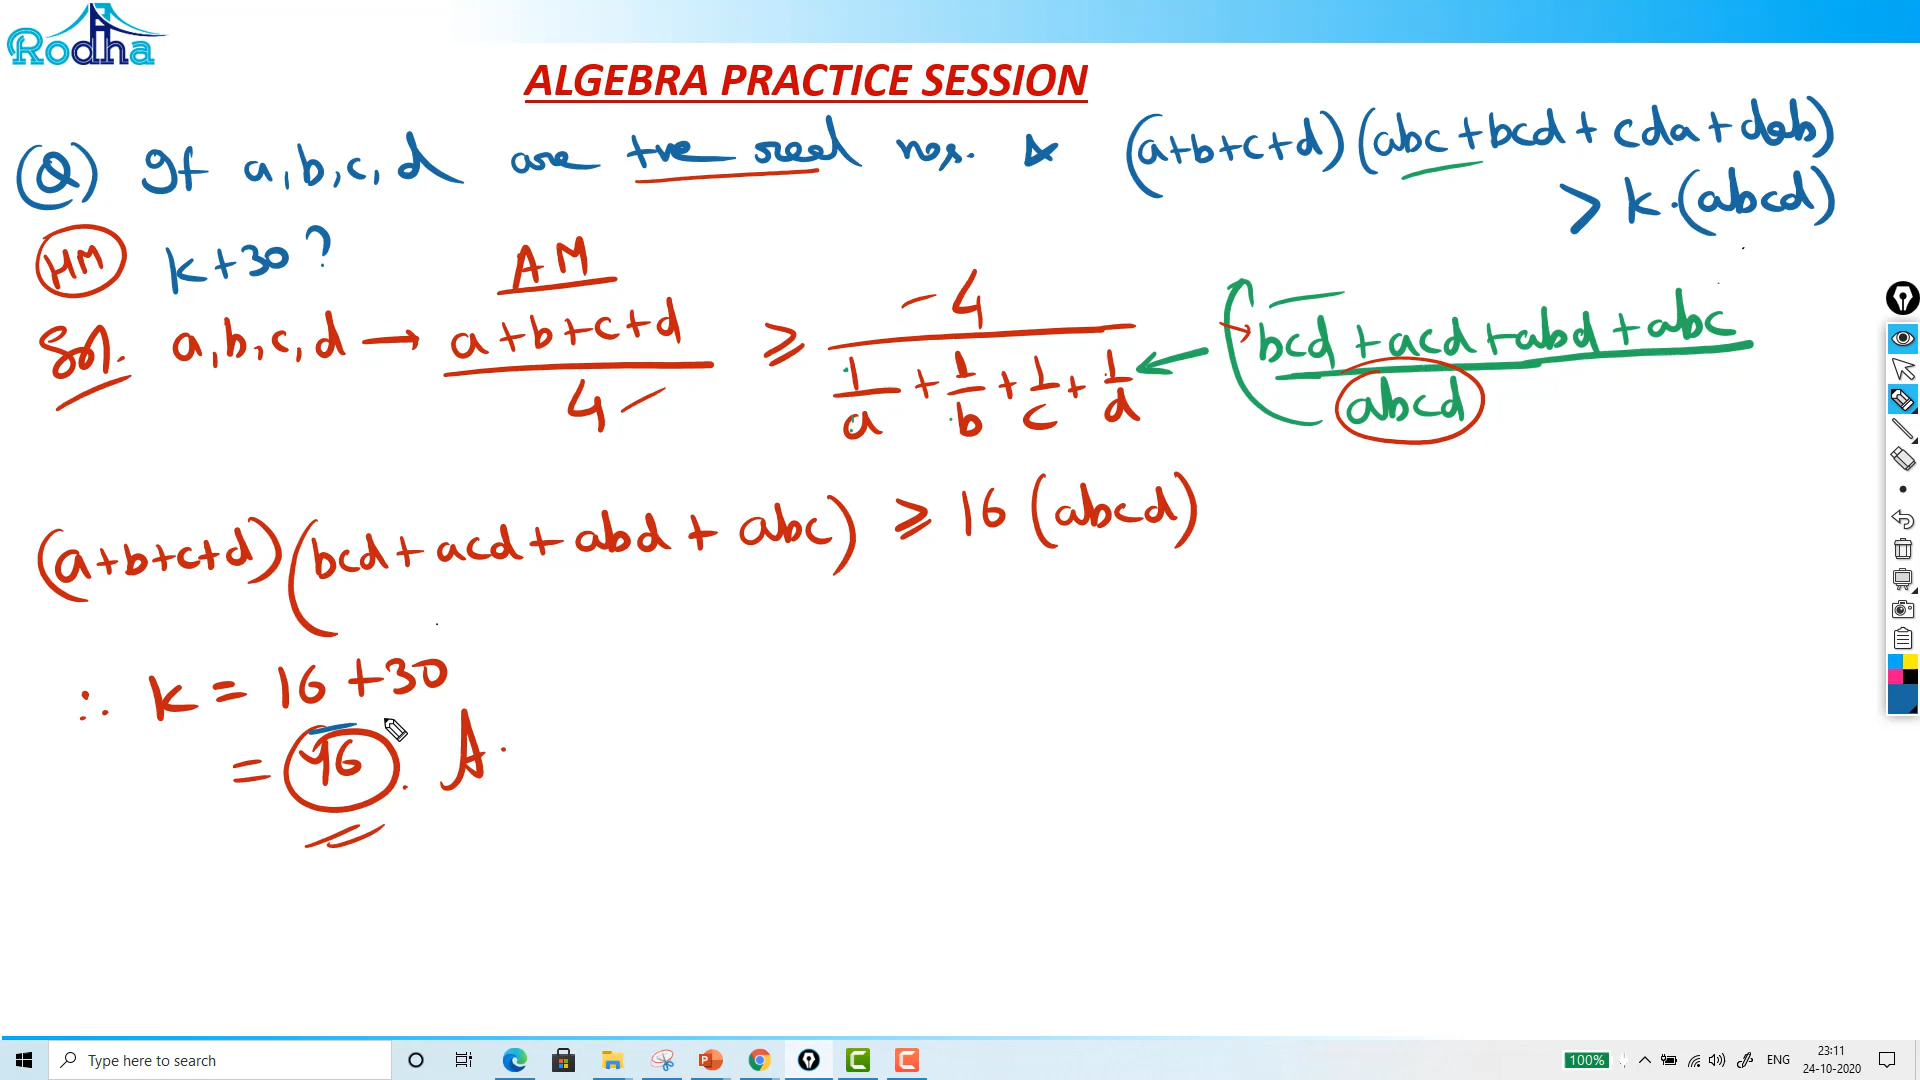 Rodha
ALGEBRA PRACTICE SESSION
(Q) If a, b, c, d are +ve real nos. & (a+b+c+d)(abc+bcd+cda+dab)
> k.(abcd)
HM k+30?
AM
Sol. a, b, c, d → a+b+c+d / 4 ≥ 4 / 1/a + 1/b + 1/c + 1/d ← bcd + acd + abd + abc / abcd
(a+b+c+d)(bcd + acd + abd + abc) ≥ 16 (abcd)
∴ k = 16 + 30
= 46. A.
Type here to search
100%
ENG
23:11
24-10-2020